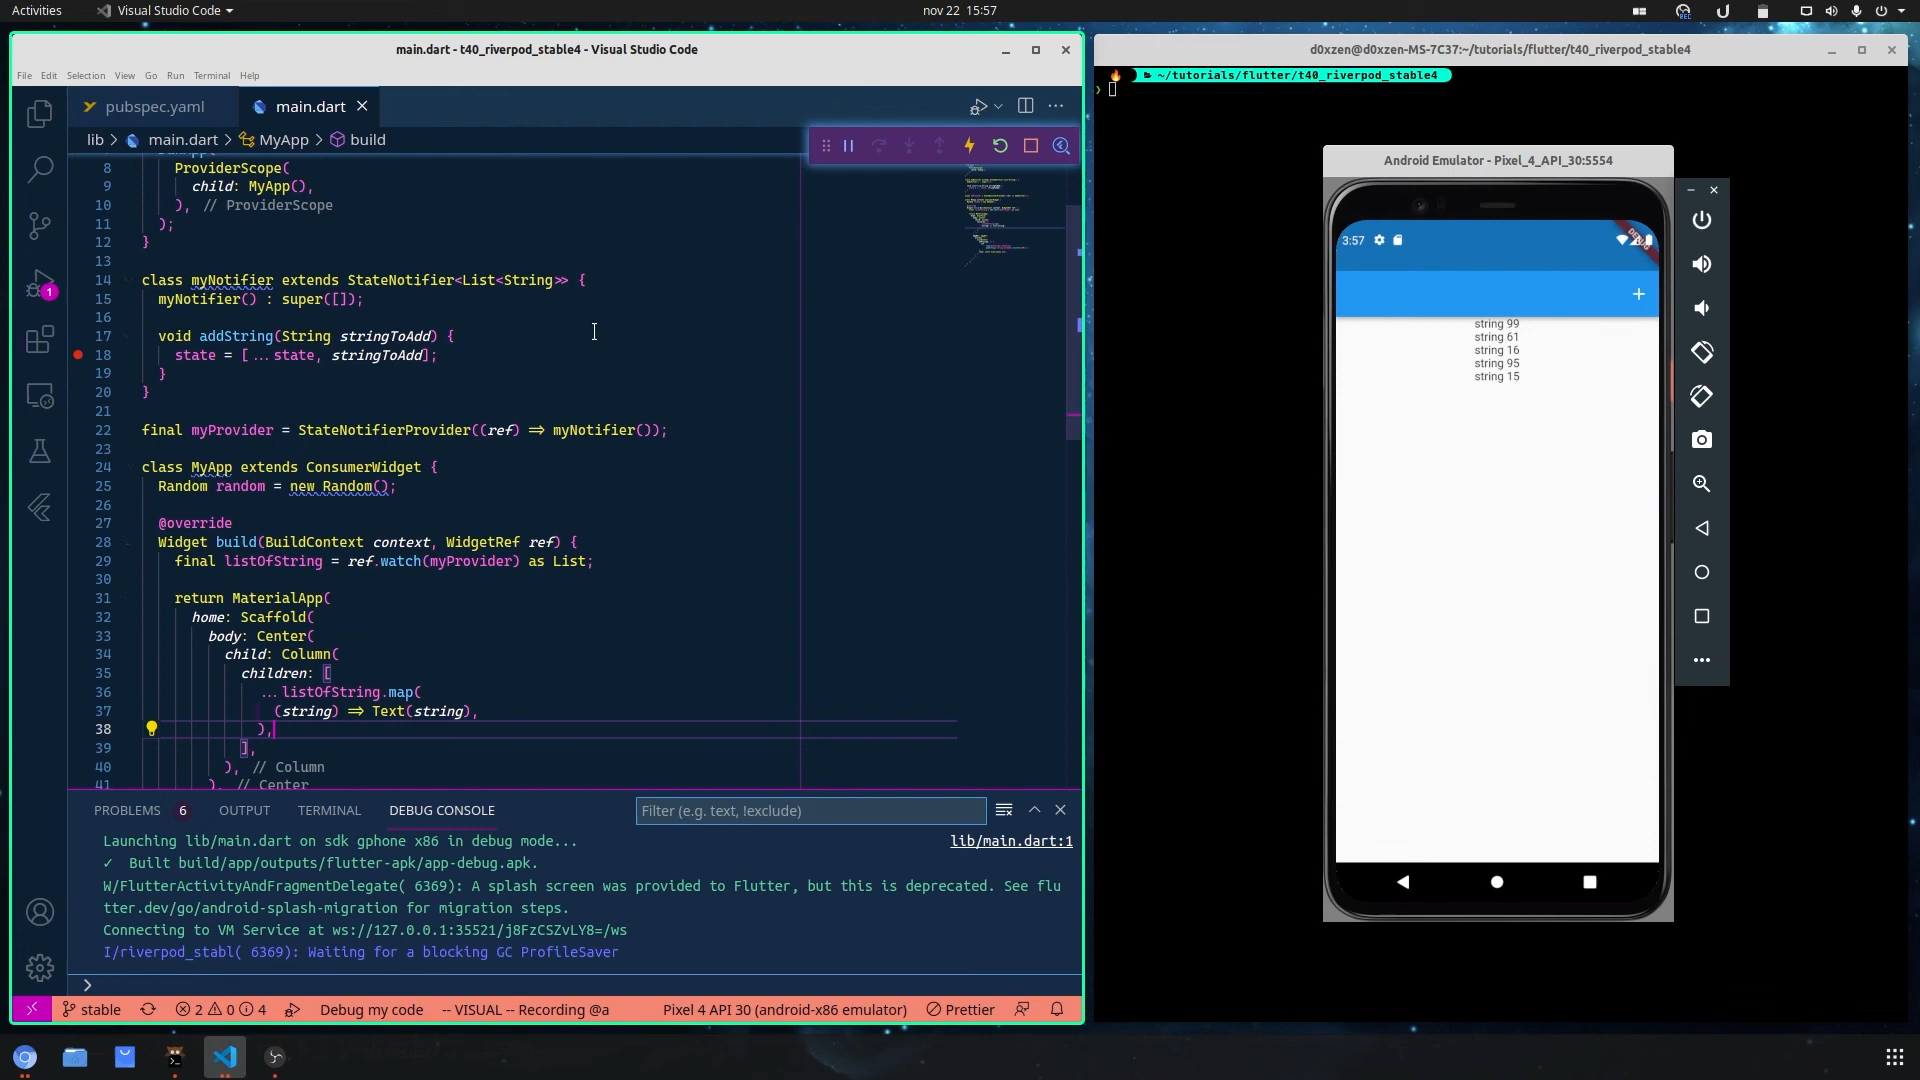 Activities
Visual Studio Code
nov 22 15:57
REC
main.dart - t40_riverpod_stable4 - Visual Studio Code
File Edit Selection View Go Run Terminal Help
pubspec.yaml
main.dart
lib > main.dart > MyApp > build
8 ProviderScope(
9 child: MyApp(),
10 ), // ProviderScope
11 );
12 }
13
14 class myNotifier extends StateNotifier<List<String>> {
15 myNotifier() : super([]);
16
17 void addString(String stringToAdd) {
18 state = [...state, stringToAdd];
19 }
20 }
21
22 final myProvider = StateNotifierProvider((ref) => myNotifier());
23
24 class MyApp extends ConsumerWidget {
25 Random random = new Random();
26
27 @override
28 Widget build(BuildContext context, WidgetRef ref) {
29 final listOfString = ref.watch(myProvider) as List;
30
31 return MaterialApp(
32 home: Scaffold(
33 body: Center(
34 child: Column(
35 children: [
36 ...listOfString.map(
37 (string) => Text(string),
38 ),
39 ],
40 ), // Column
41 ), // Center
1
PROBLEMS 6 OUTPUT TERMINAL DEBUG CONSOLE
Filter (e.g. text, !exclude)
Launching lib/main.dart on sdk gphone x86 in debug mode...
lib/main.dart:1
✓ Built build/app/outputs/flutter-apk/app-debug.apk.
W/FlutterActivityAndFragmentDelegate( 6369): A splash screen was provided to Flutter, but this is deprecated. See flu
tter.dev/go/android-splash-migration for migration steps.
Connecting to VM Service at ws://127.0.0.1:35521/j8FzCSZvLY8=/ws
I/riverpod_stabl( 6369): Waiting for a blocking GC ProfileSaver
>
stable
2 0 4
Debug my code
-- VISUAL -- Recording @a
Pixel 4 API 30 (android-x86 emulator)
Prettier
d0xzen@d0xzen-MS-7C37:~/tutorials/flutter/t40_riverpod_stable4
~/tutorials/flutter/t40_riverpod_stable4
Android Emulator - Pixel_4_API_30:5554
3:57
DEBUG
string 99
string 61
string 16
string 95
string 15